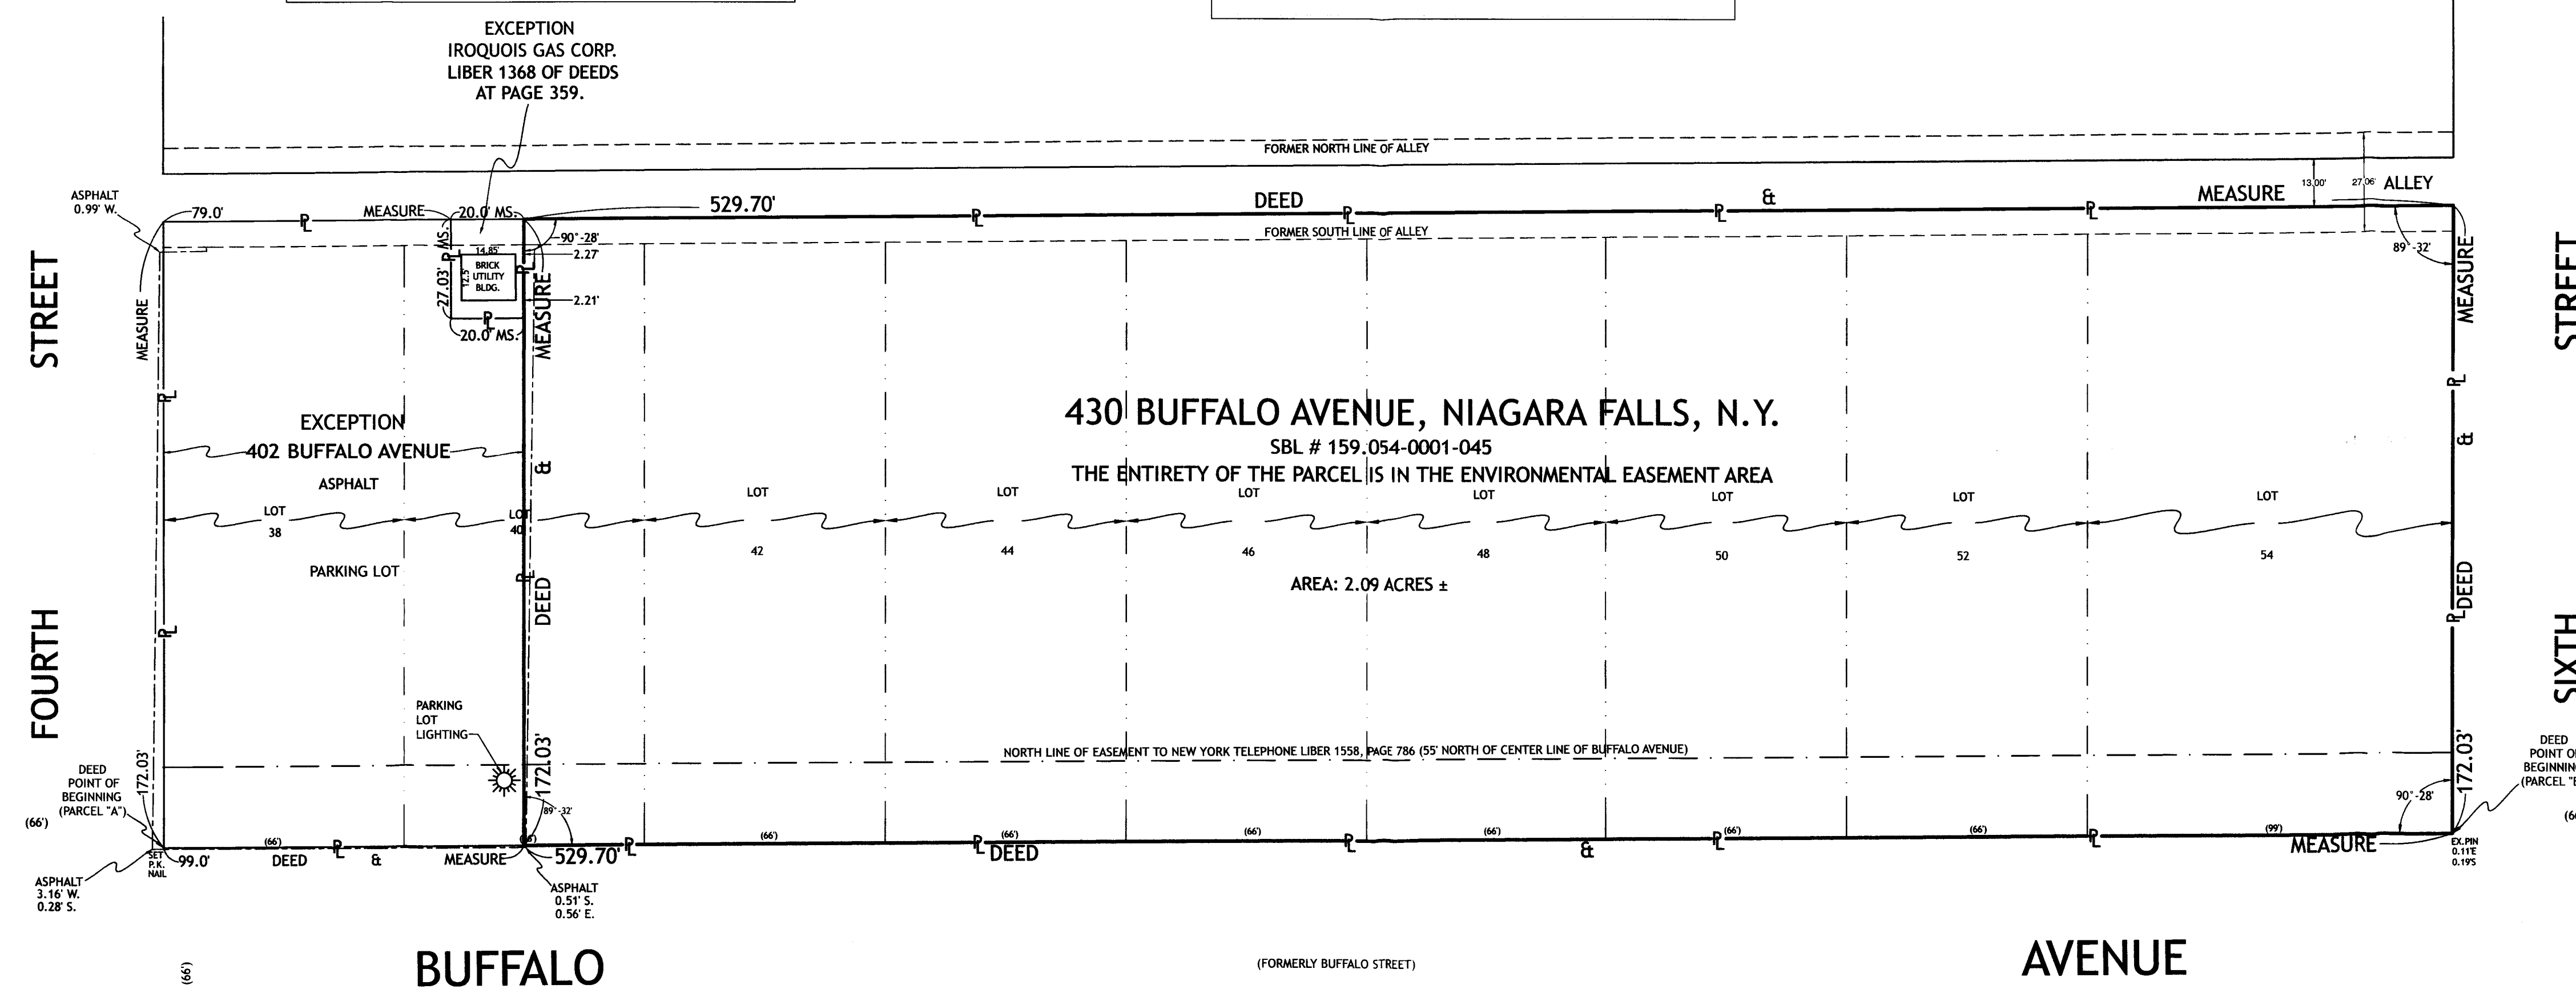 EXCEPTION
IROQUOIS GAS CORP.
LIBER 1368 OF DEEDS
AT PAGE 359.
FORMER NORTH LINE OF ALLEY
ASPHALT
0.99' W.
79.0'
MEASURE
20.0' MS.
529.70'
DEED
&
MEASURE
13.00'
27.06'
ALLEY
FORMER SOUTH LINE OF ALLEY
90°-28'
2.27'
2.21'
14.85'
12.5'
BRICK
UTILITY
BLDG.
27.03'
MS.
20.0' MS.
89°-32'
STREET
MEASURE
MEASURE
MEASURE
STREET
EXCEPTION
402 BUFFALO AVENUE
ASPHALT
430 BUFFALO AVENUE, NIAGARA FALLS, N.Y.
SBL # 159.054-0001-045
THE ENTIRETY OF THE PARCEL IS IN THE ENVIRONMENTAL EASEMENT AREA
&
&
LOT
38
LOT
40
LOT
42
LOT
44
LOT
46
LOT
48
LOT
50
LOT
52
LOT
54
PARKING LOT
AREA: 2.09 ACRES ±
DEED
DEED
FOURTH
SIXTH
PARKING
LOT
LIGHTING
NORTH LINE OF EASEMENT TO NEW YORK TELEPHONE LIBER 1558, PAGE 786 (55' NORTH OF CENTER LINE OF BUFFALO AVENUE)
172.03'
172.03'
172.03'
DEED
POINT OF
BEGINNING
(PARCEL "A")
(66')
89°-32'
90°-28'
DEED
POINT O
BEGINNIN
(PARCEL "
(66')
(66')
(66')
(66')
(66')
(66')
(66')
(66')
(99')
SET
P.K.
NAIL
99.0'
DEED
&
MEASURE
529.70'
DEED
&
MEASURE
EX.PIN
0.11'E
0.19'S
ASPHALT
3.16' W.
0.28' S.
ASPHALT
0.51' S.
0.56' E.
(66')
BUFFALO
(FORMERLY BUFFALO STREET)
AVENUE